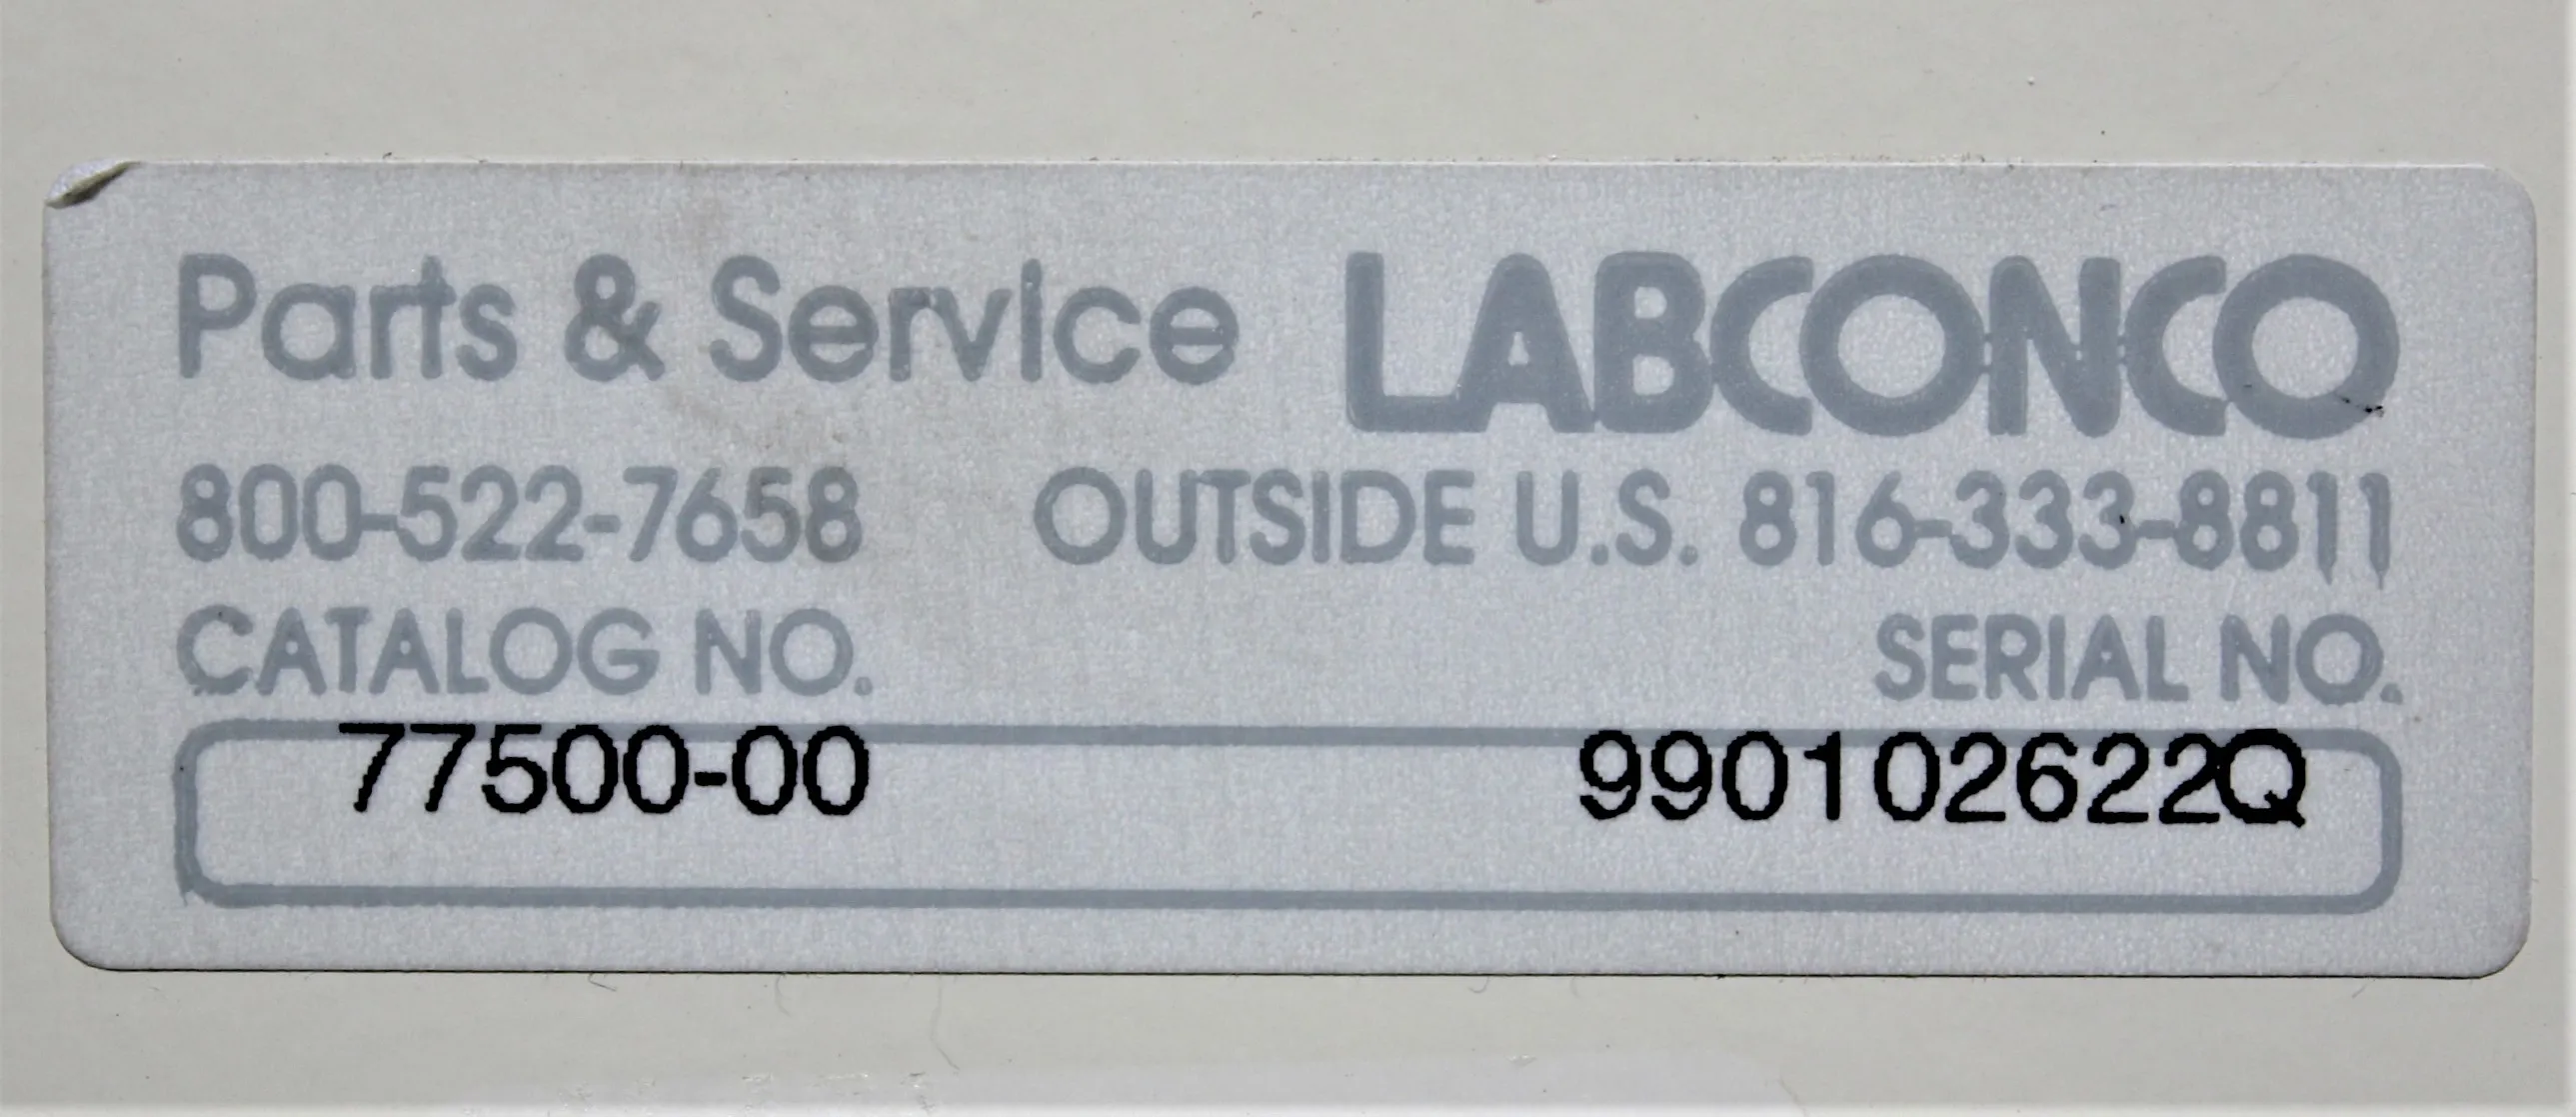 Parts & Service LABCONCO
800-522-7658 OUTSIDE U.S. 816-333-8811
CATALOG NO. SERIAL NO.
77500-00 990102622Q